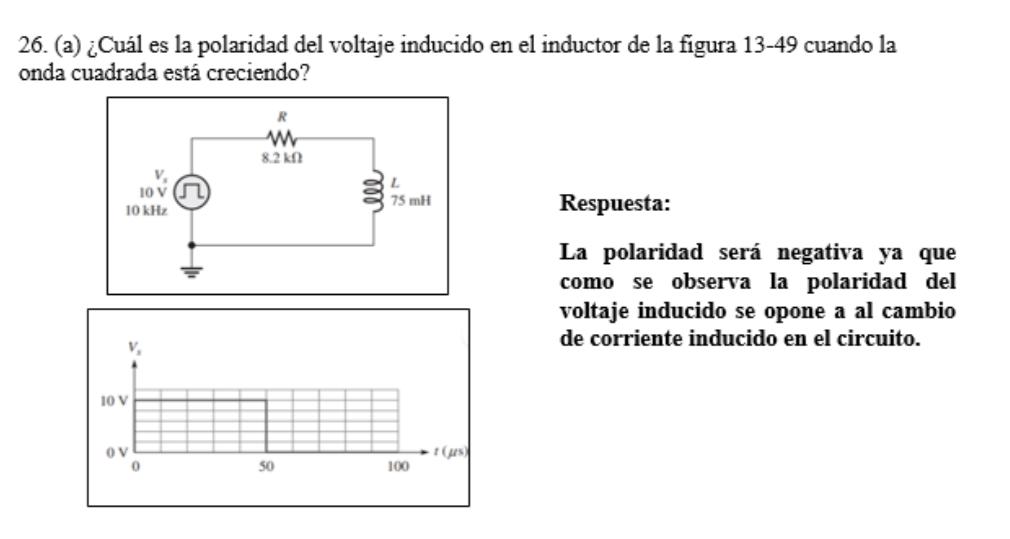 26. (a) ¿Cuál es la polaridad del voltaje inducido en el inductor de la figura 13-49 cuando la
onda cuadrada está creciendo?
R
8.2 kΩ
Vs
10 V
10 kHz
L
75 mH
Respuesta:
La polaridad será negativa ya que
como se observa la polaridad del
voltaje inducido se opone a al cambio
de corriente inducido en el circuito.
Vs
10 V
0 V
0
50
100
t (μs)